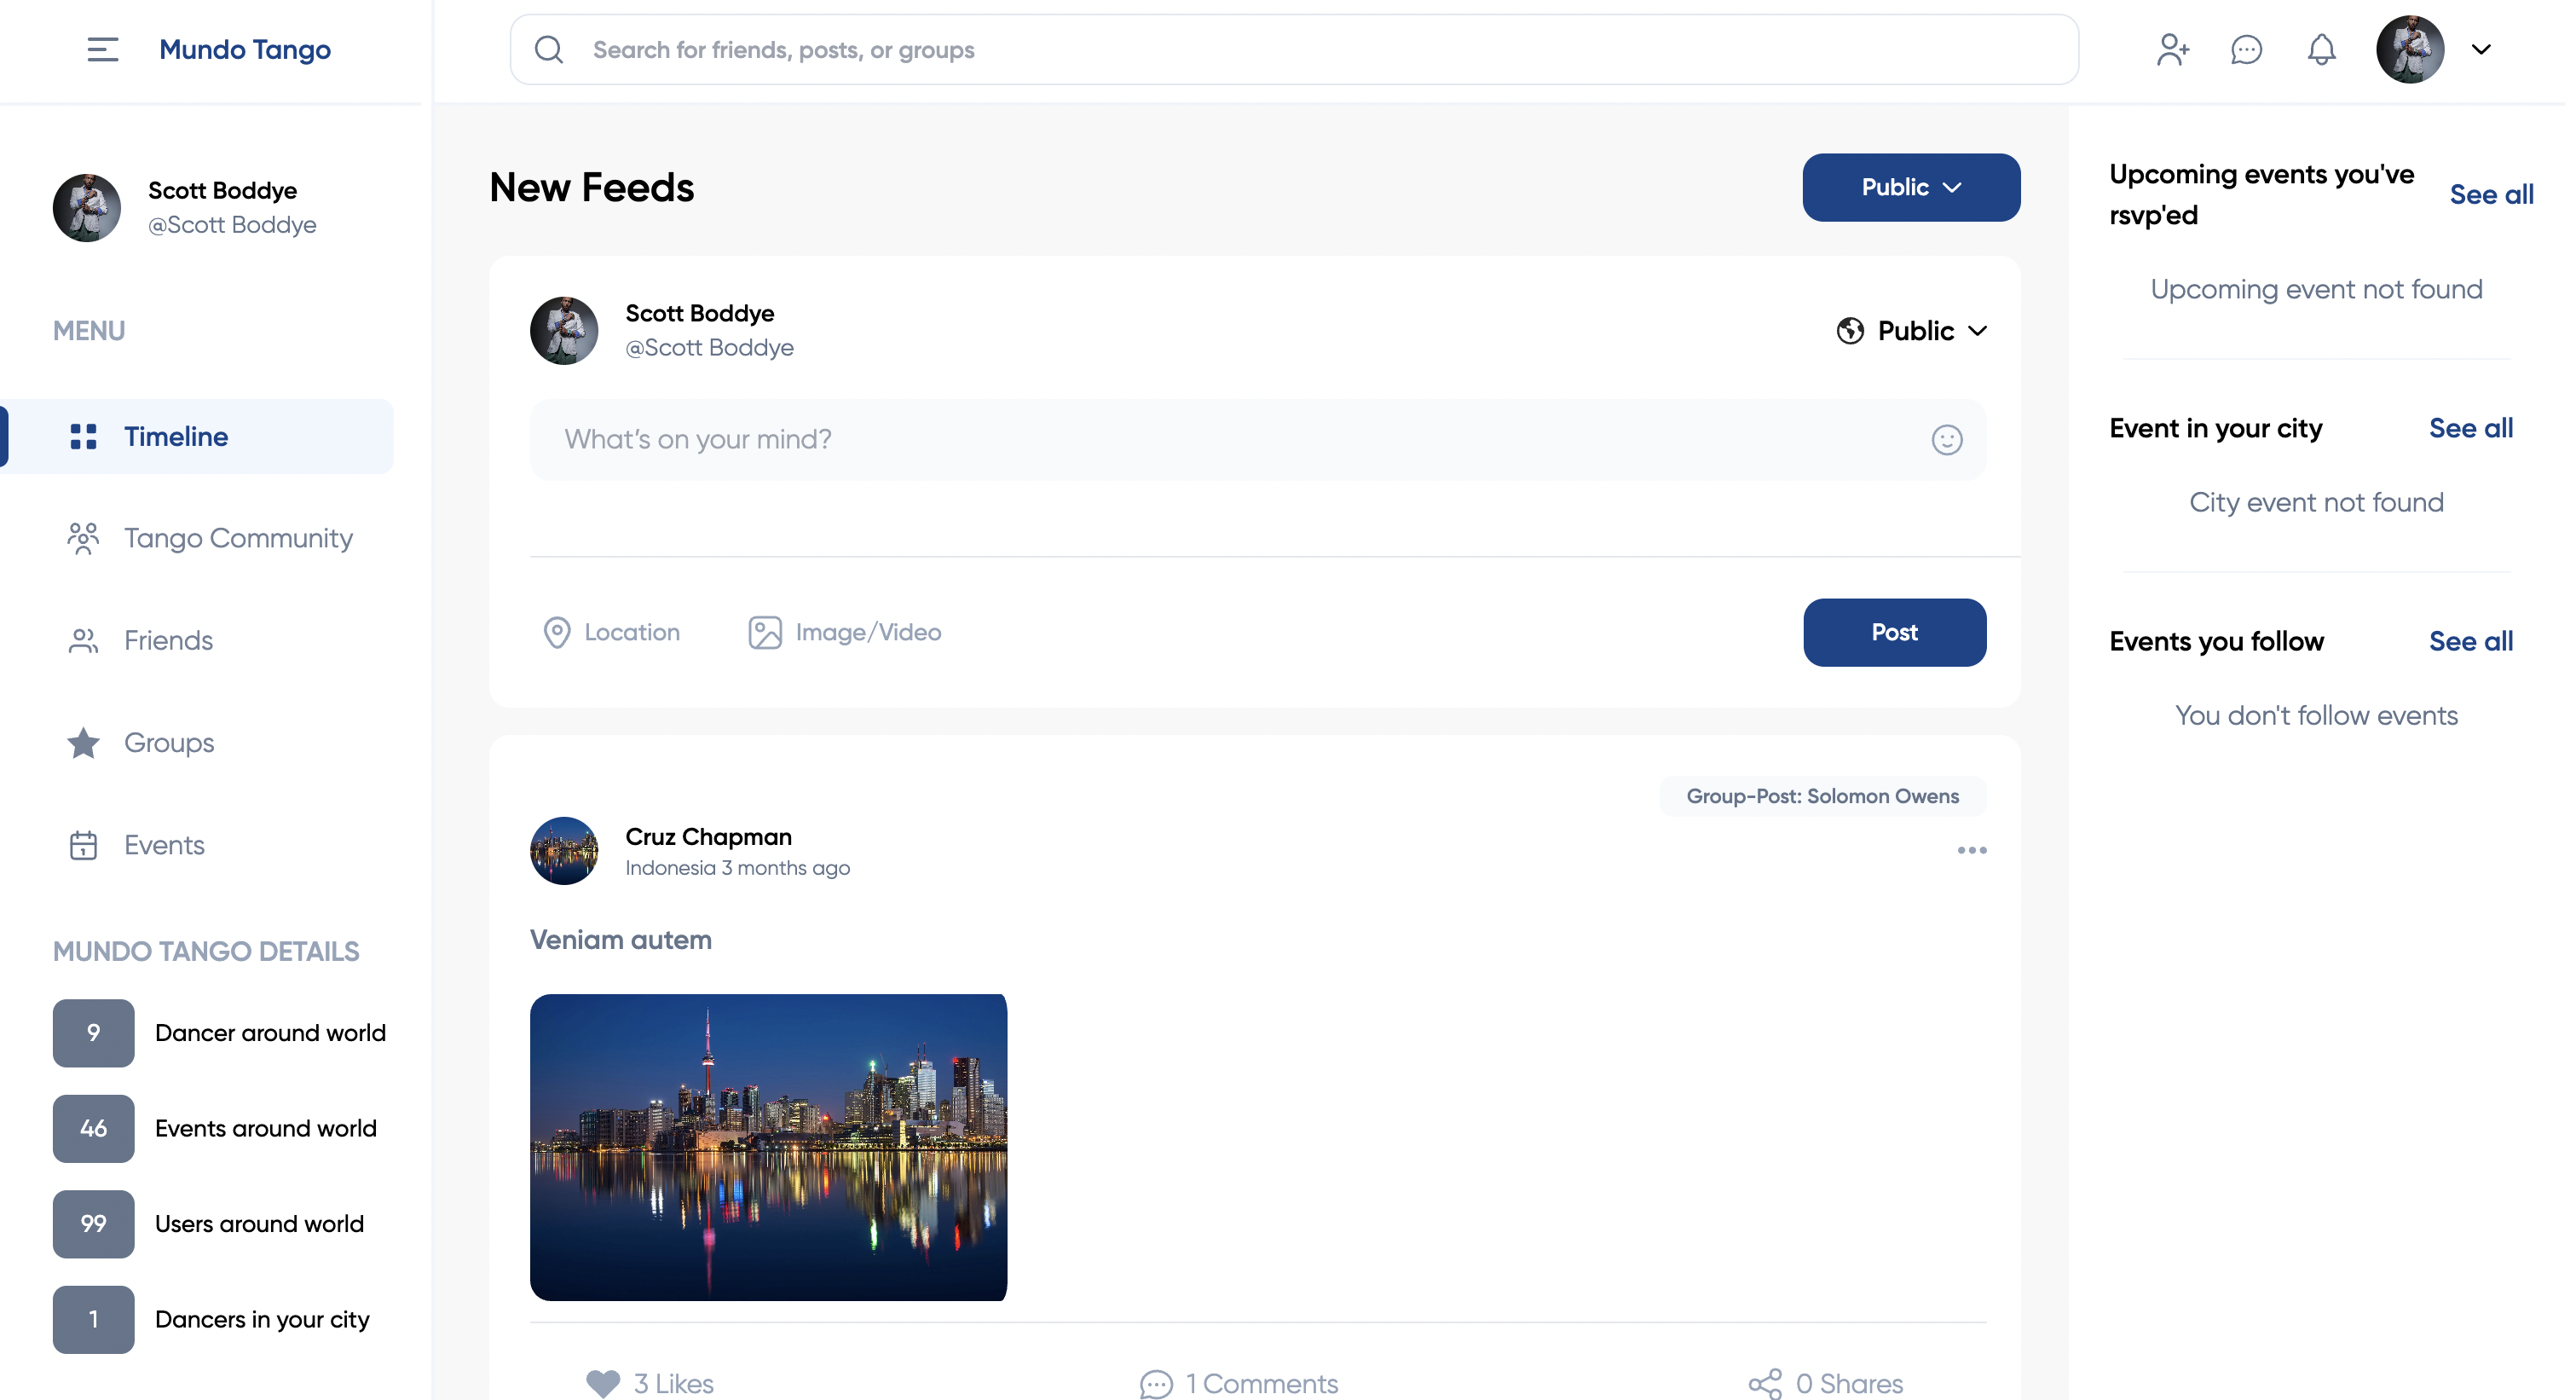 Mundo Tango
Search for friends, posts, or groups
Scott Boddye
@Scott Boddye
MENU
Timeline
Tango Community
Friends
Groups
Events
MUNDO TANGO DETAILS
9 Dancer around world
46 Events around world
99 Users around world
1 Dancers in your city
New Feeds
Public
Scott Boddye
@Scott Boddye
Public
What’s on your mind?
Location
Image/Video
Post
Group-Post: Solomon Owens
Cruz Chapman
Indonesia 3 months ago
Veniam autem
3 Likes
1 Comments
0 Shares
Upcoming events you've
rsvp'ed
See all
Upcoming event not found
Event in your city
See all
City event not found
Events you follow
See all
You don't follow events